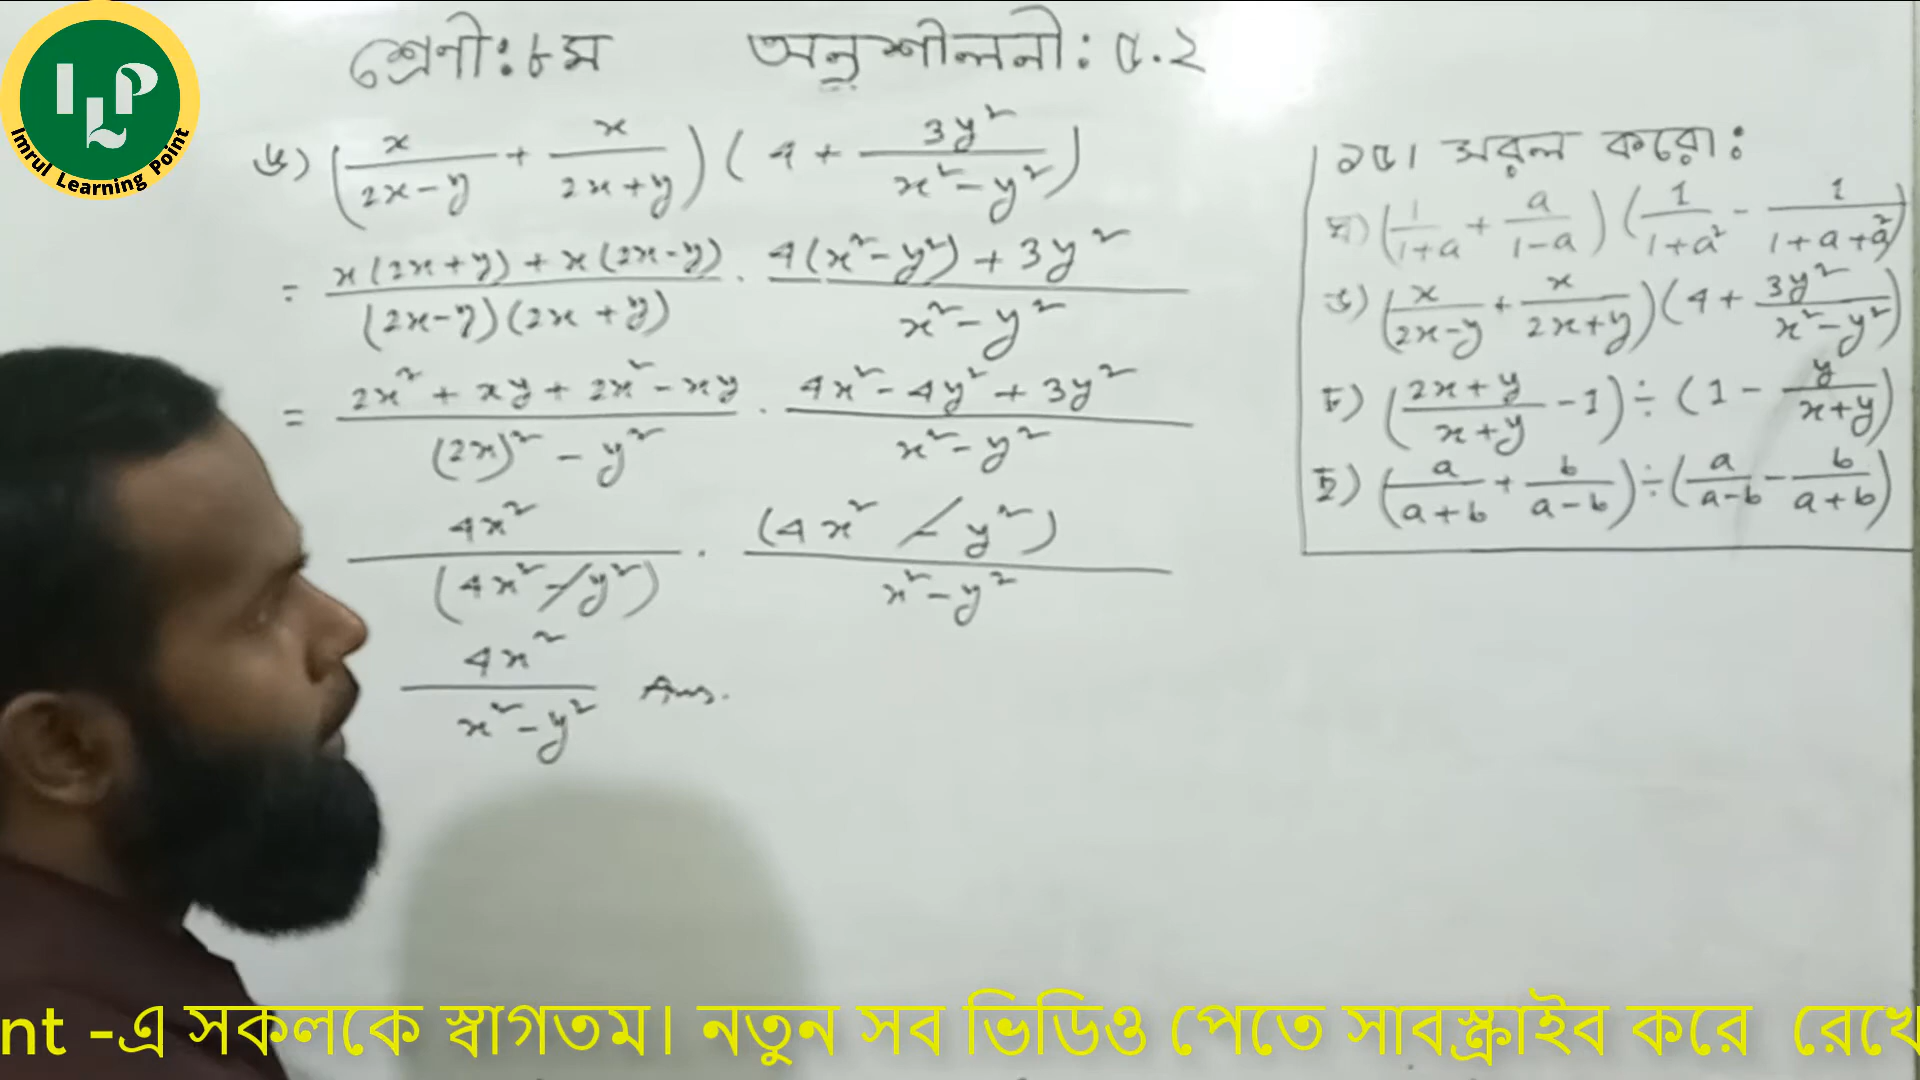 ILP
Imrul Learning Point
শ্রেণী: ৮ম অনুশীলনী: ৫.২
ঙ) (x/(2x-y) + x/(2x+y)) (4 + 3y²/(x²-y²))
= (x(2x+y) + x(2x-y))/((2x-y)(2x+y)) . (4(x²-y²) + 3y²)/(x²-y²)
= (2x² + xy + 2x² - xy)/((2x)² - y²) . (4x² - 4y² + 3y²)/(x²-y²)
4x²/(4x²-y²) . (4x² - y²)/(x²-y²)
4x²/(x²-y²) Ans.
১৫। সরল করো:
ঘ) (1/(1+a) + a/(1-a)) (1/(1+a²) - 1/(1+a+a²))
ঙ) (x/(2x-y) + x/(2x+y)) (4 + 3y²/(x²-y²))
চ) ((2x+y)/(x+y) - 1) ÷ (1 - y/(x+y))
ছ) (a/(a+b) + b/(a-b)) ÷ (a/(a-b) - b/(a+b))
nt -এ সকলকে স্বাগতম। নতুন সব ভিডিও পেতে সাবস্ক্রাইব করে রেখে